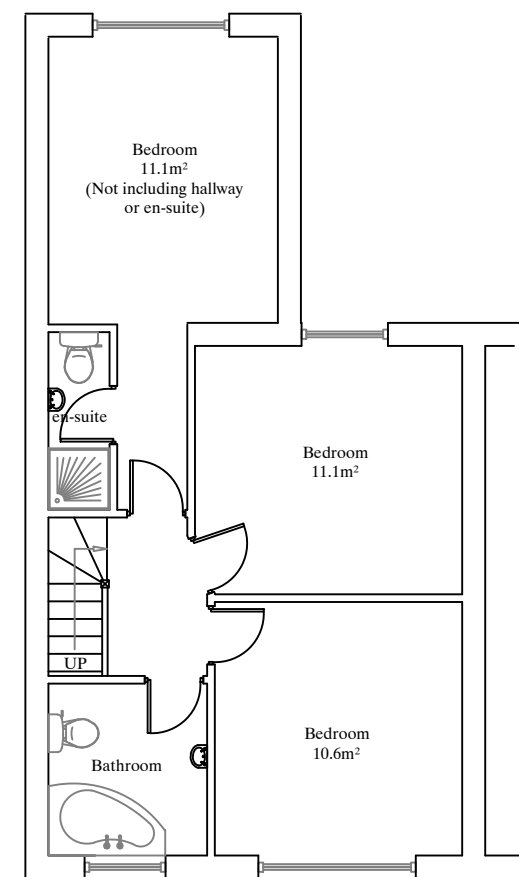 Bedroom
11.1m²
(Not including hallway
or en-suite)
en-suite
Bedroom
11.1m²
UP
Bedroom
10.6m²
Bathroom